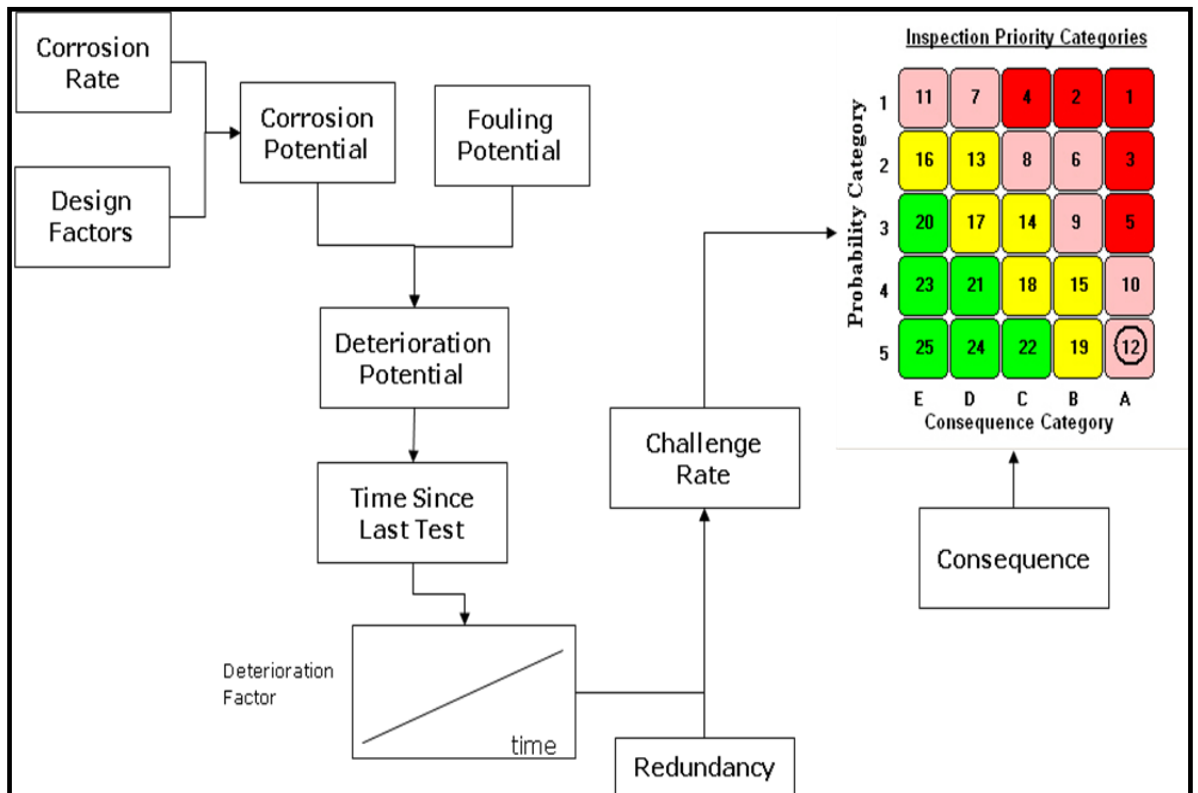 Corrosion
Rate
Design
Factors
Corrosion
Potential
Fouling
Potential
Deterioration
Potential
Time Since
Last Test
Deterioration
Factor
time
Redundancy
Challenge
Rate
Inspection Priority Categories
Probability Category
1 11 7 4 2 1
2 16 13 8 6 3
3 20 17 14 9 5
4 23 21 18 15 10
5 25 24 22 19 12
E D C B A
Consequence Category
Consequence